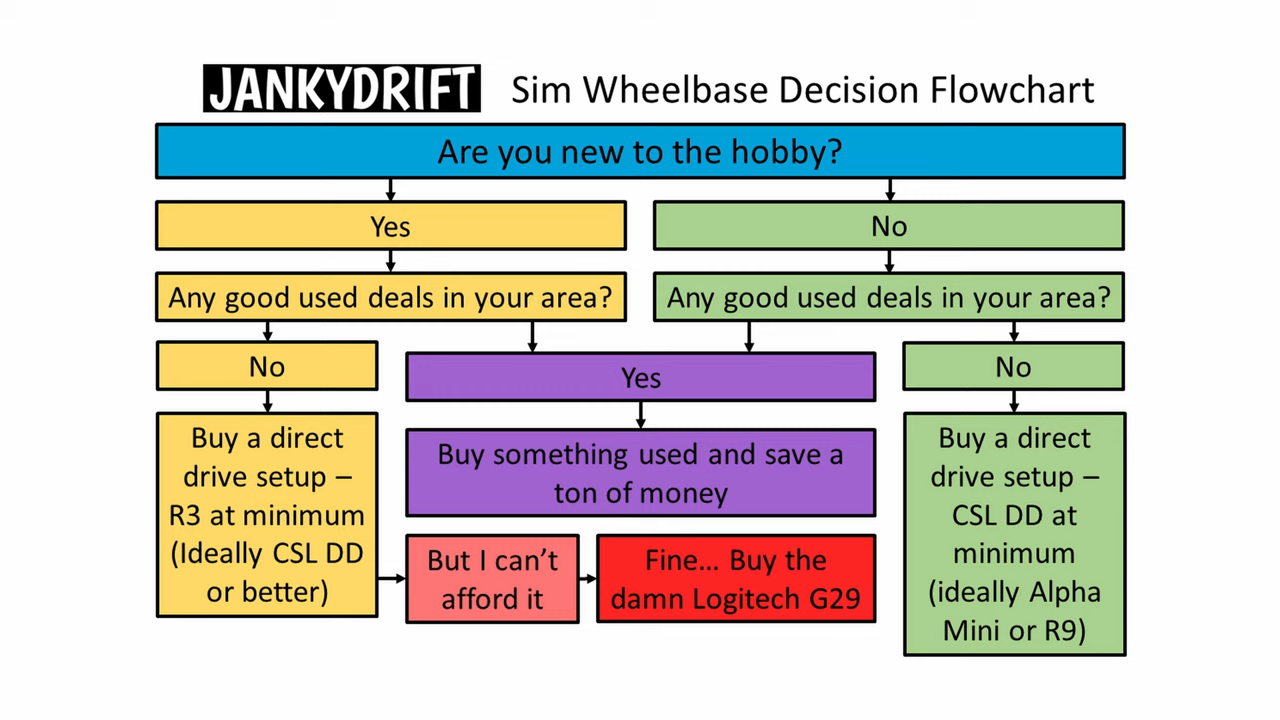 JANKYDRIFT Sim Wheelbase Decision Flowchart
Are you new to the hobby?
Yes
No
Any good used deals in your area?
Any good used deals in your area?
No
Yes
No
Buy a direct
drive setup –
R3 at minimum
(Ideally CSL DD
or better)
Buy something used and save a
ton of money
But I can't
afford it
Fine... Buy the
damn Logitech G29
Buy a direct
drive setup –
CSL DD at
minimum
(ideally Alpha
Mini or R9)